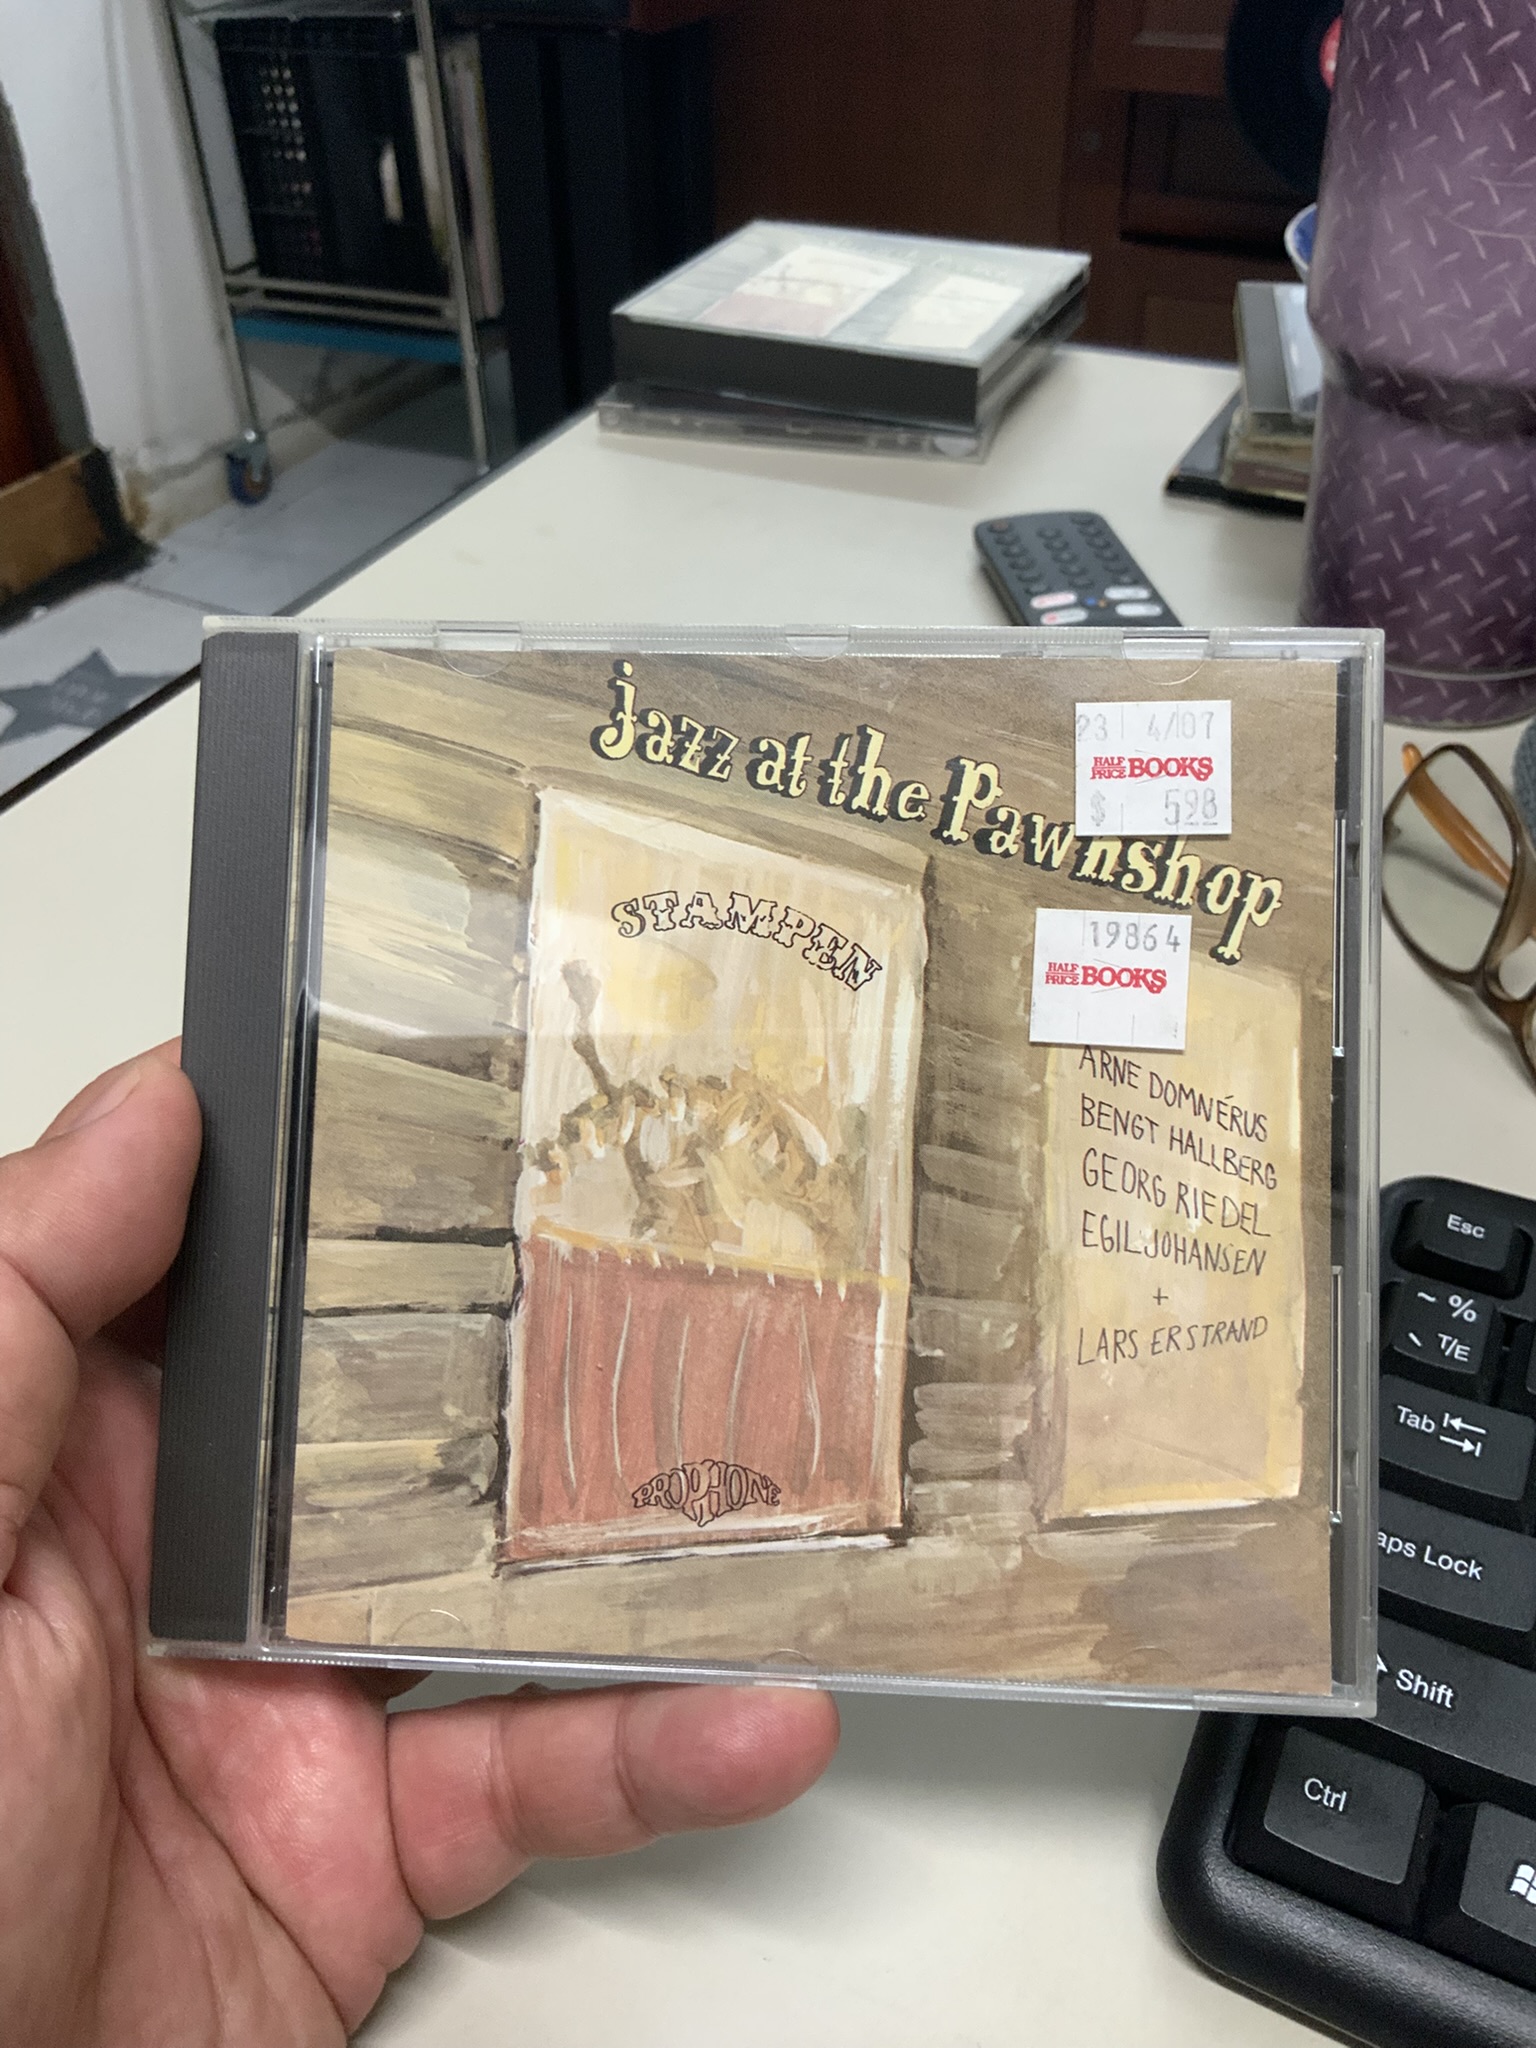 jazz at the Pawnshop
23 4/07
HALF PRICE BOOKS
$ 598
STAMPEN
19864
HALF PRICE BOOKS
ARNE DOMNÉRUS
BENGT HALLBERG
GEORG RIEDEL
EGIL JOHANSEN
+
LARS ERSTRAND
PROPHONE
Esc
~ %
T/E
Tab
aps Lock
Shift
Ctrl